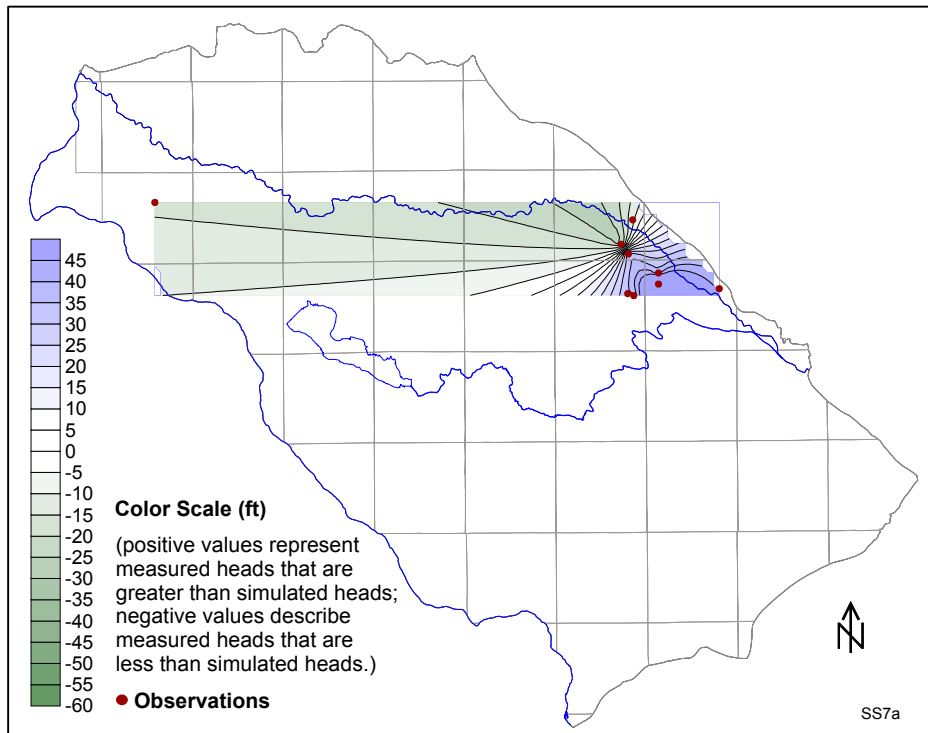 45
40
35
30
25
20
15
10
5
0
-5
-10
-15
-20
-25
-30
-35
-40
-45
-50
-55
-60
Color Scale (ft)
(positive values represent
measured heads that are
greater than simulated heads;
negative values describe
measured heads that are
less than simulated heads.)
Observations
N
SS7a